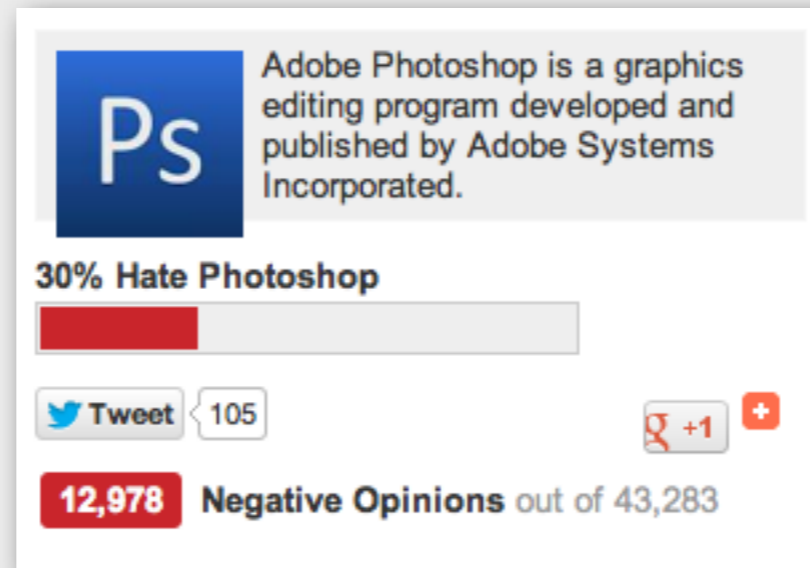 Ps
Adobe Photoshop is a graphics
editing program developed and
published by Adobe Systems
Incorporated.
30% Hate Photoshop
Tweet 105
g +1 +
12,978 Negative Opinions out of 43,283